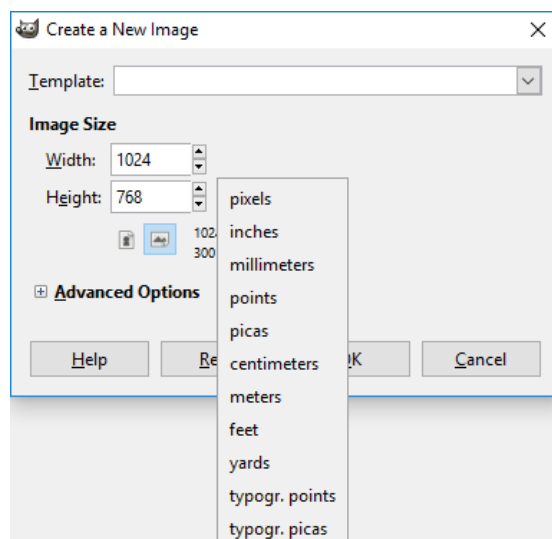 Create a New Image
Template:
Image Size
Width: 1024
Height: 768
300
Advanced Options
Help
Cancel
pixels
inches
millimeters
points
picas
centimeters
meters
feet
yards
typogr. points
typogr. picas